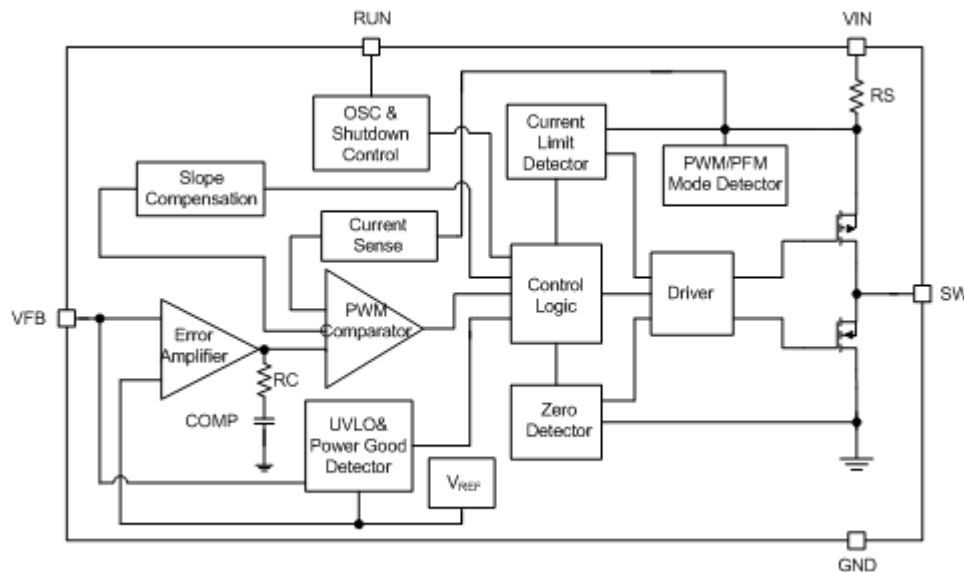 RUN
VIN
RS
OSC &
Shutdown
Control
Current
Limit
Detector
PWM/PFM
Mode Detector
Slope
Compensation
Current
Sense
Control
Logic
Driver
SW
VFB
Error
Amplifier
PWM
Comparator
RC
COMP
UVLO&
Power Good
Detector
VREF
Zero
Detector
GND